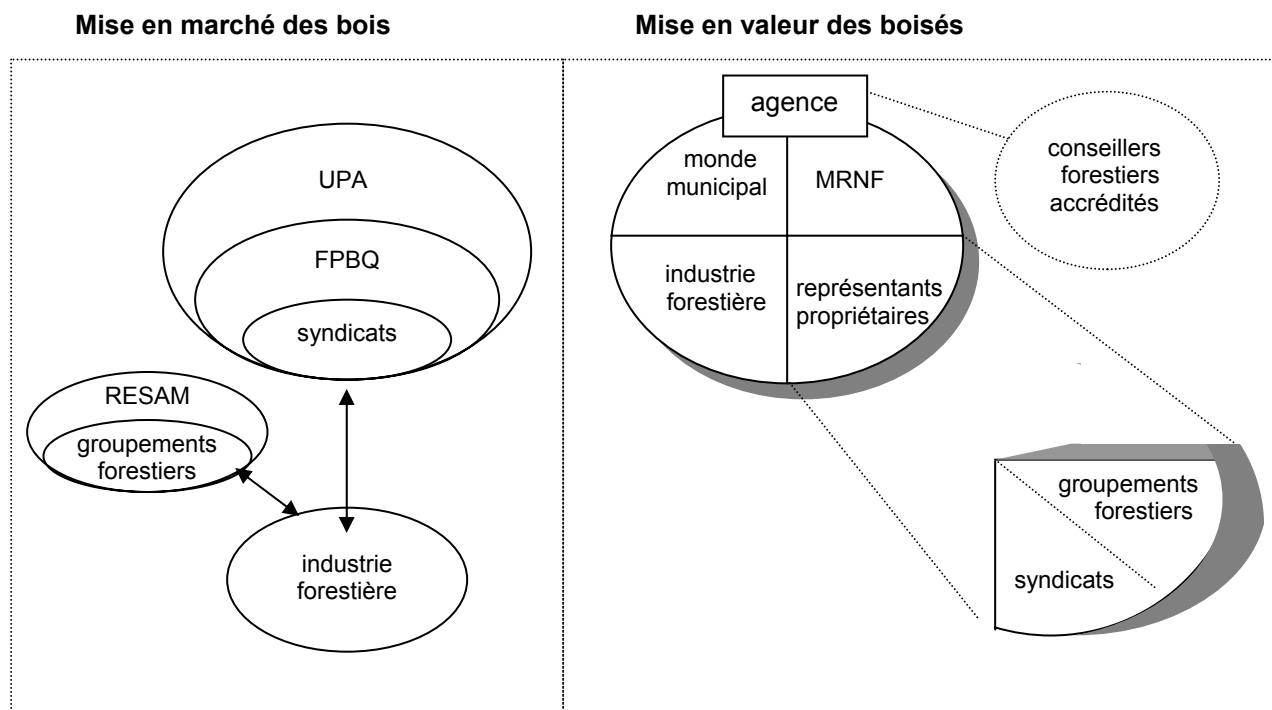 Mise en marché des bois
Mise en valeur des boisés
UPA
FPBQ
syndicats
RESAM
groupements
forestiers
industrie
forestière
agence
monde
municipal
MRNF
industrie
forestière
représentants
propriétaires
conseillers
forestiers
accrédités
groupements
forestiers
syndicats